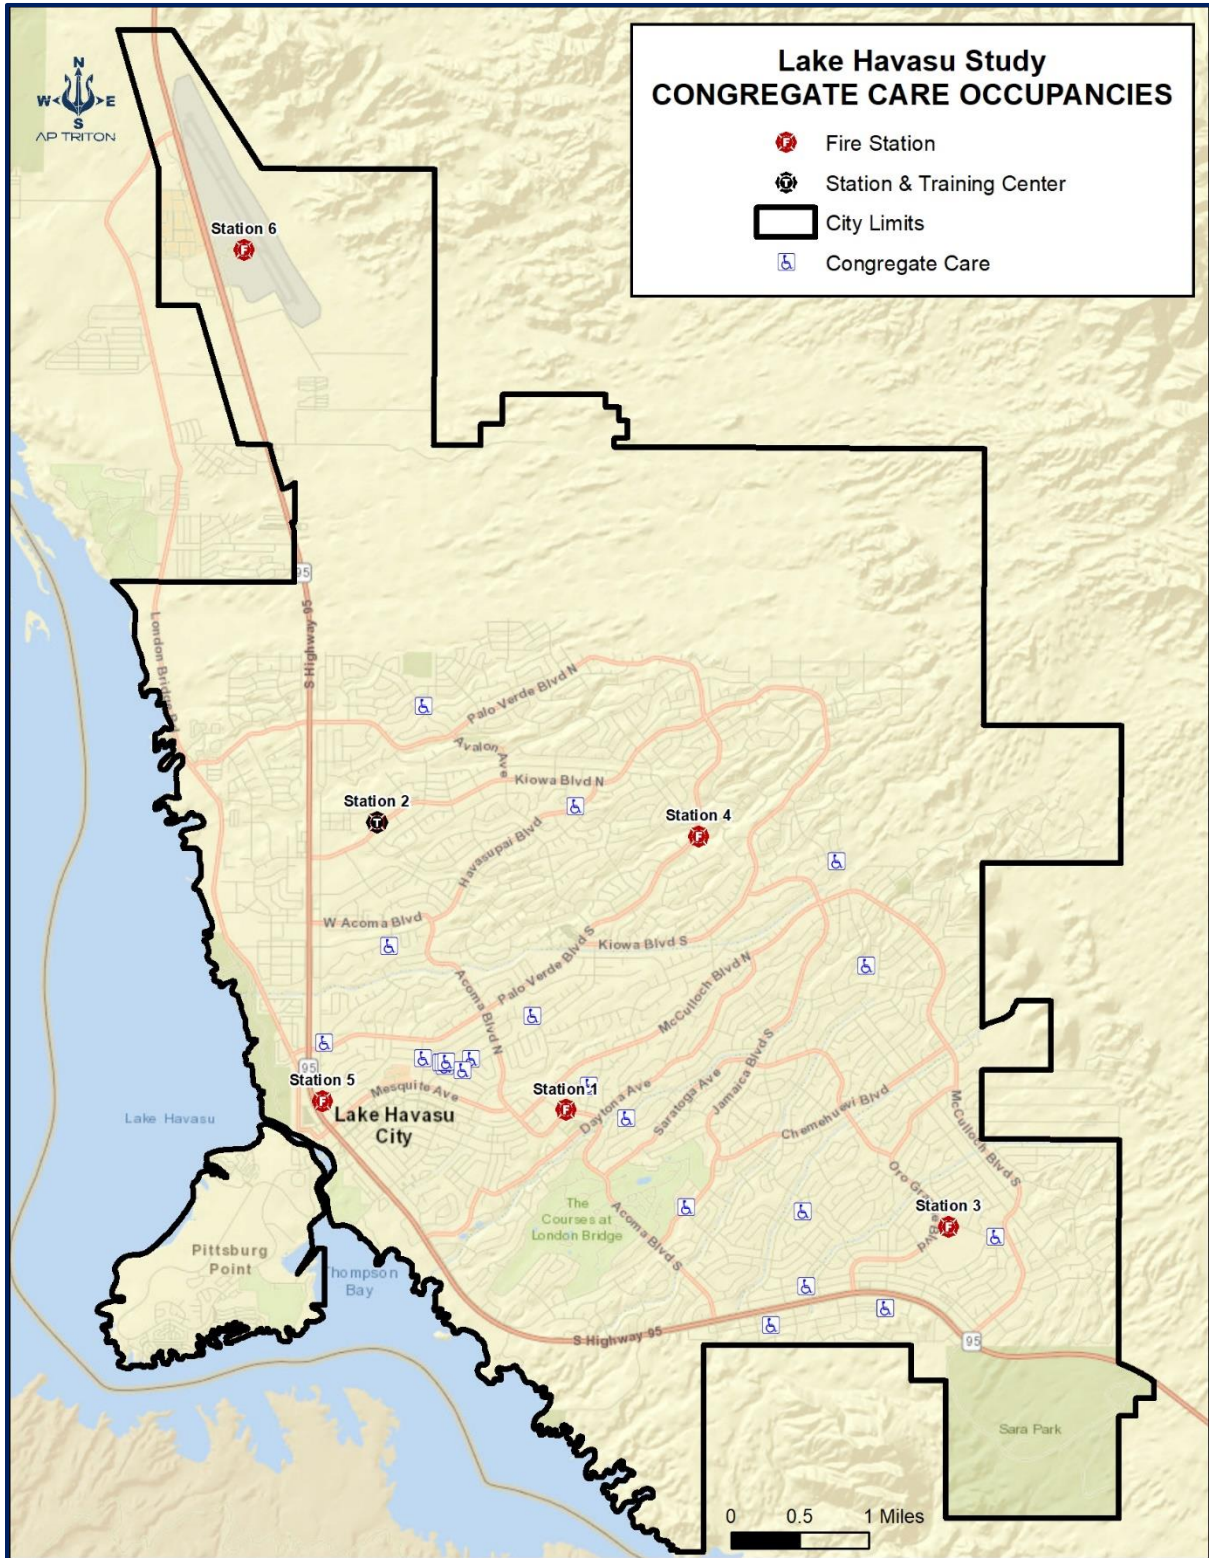 N
W E
S
AP TRITON
Lake Havasu Study
CONGREGATE CARE OCCUPANCIES
F Fire Station
T Station & Training Center
City Limits
Congregate Care
Station 6
F
95
London Bridge Rd
S Highway 95
Palo Verde Blvd N
Avalon
Ave
Kiowa Blvd N
Station 2
T
Station 4
F
Havasupai Blvd
W Acoma Blvd
Kiowa Blvd S
Palo Verde Blvd S
Acoma Blvd N
McCulloch Blvd N
95
Station 5
F
Mesquite Ave
Station 1
F
Daytona Ave
Saratoga Ave
Jamaica Blvd S
Chemehuevi Blvd
McCulloch Blvd S
Lake Havasu
Lake Havasu
City
Oro Grande Blvd
Station 3
F
The
Courses at
London Bridge
Acoma Blvd S
Pittsburg
Point
Thompson
Bay
S Highway 95
95
Sara Park
0 0.5 1 Miles